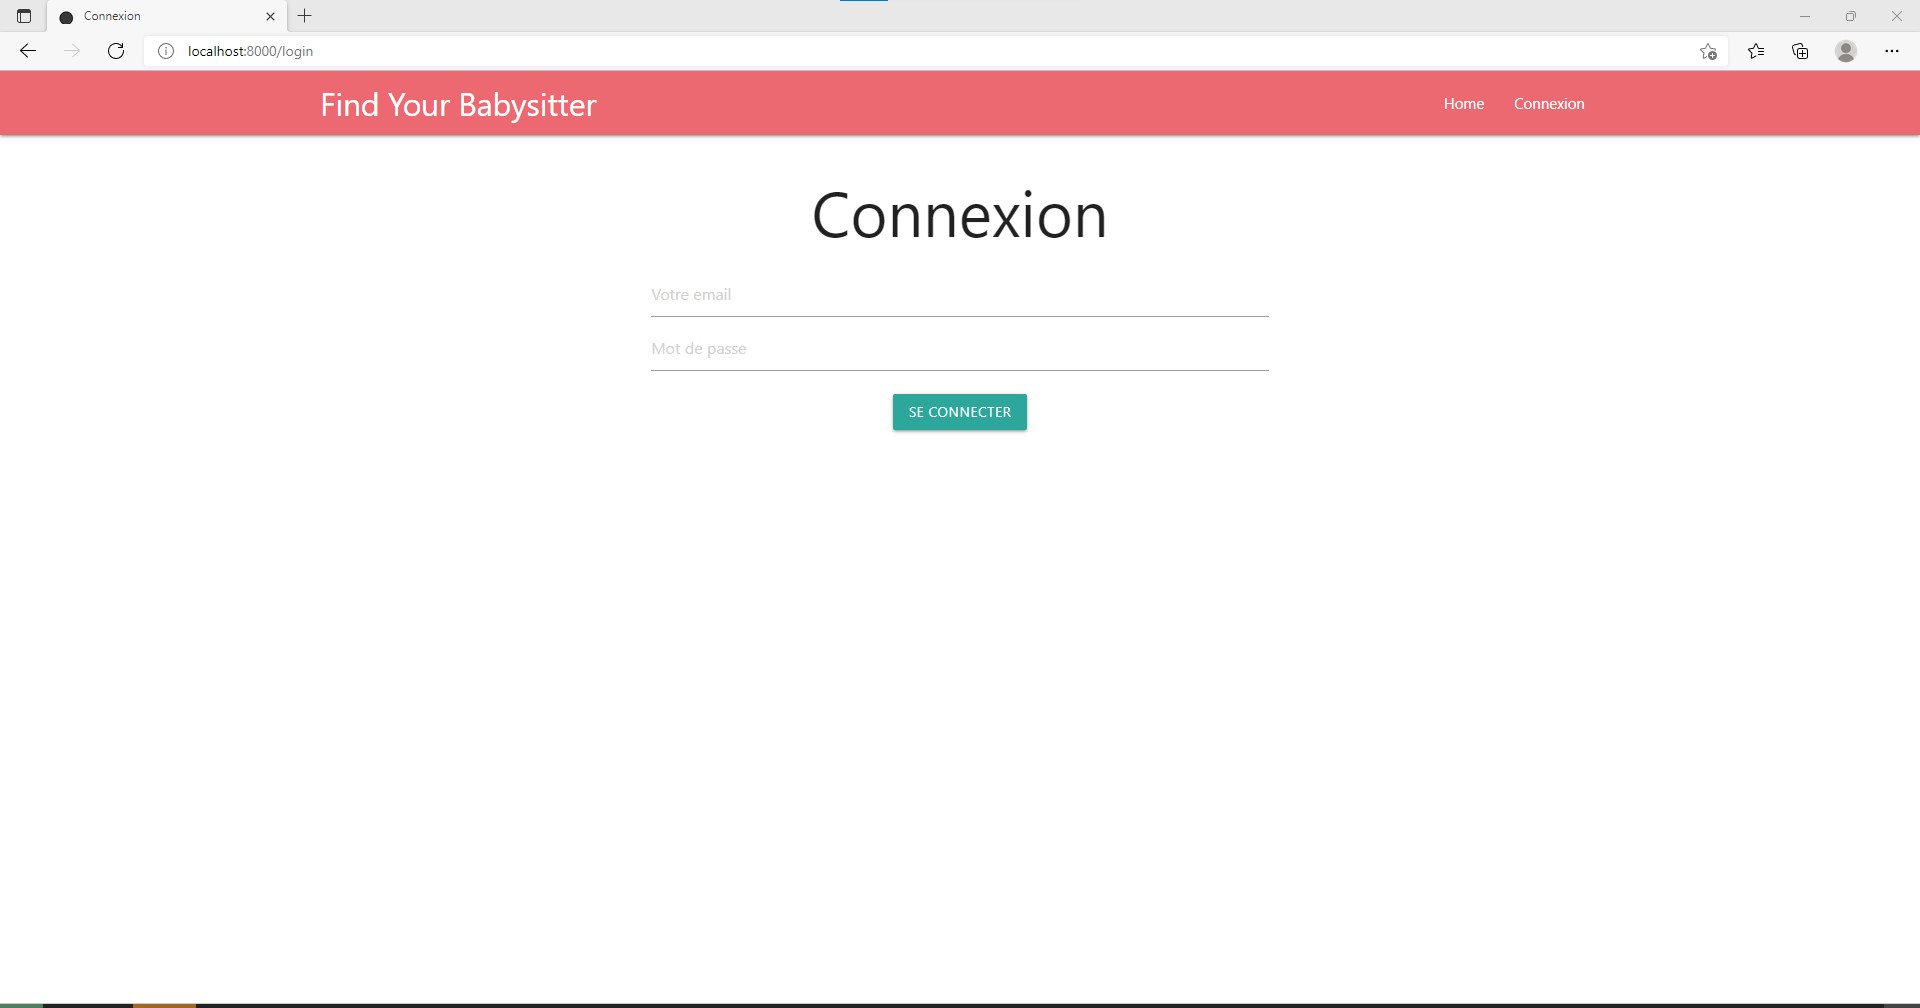 Connexion
localhost:8000/login
Find Your Babysitter
Home
Connexion
Connexion
Votre email
Mot de passe
SE CONNECTER